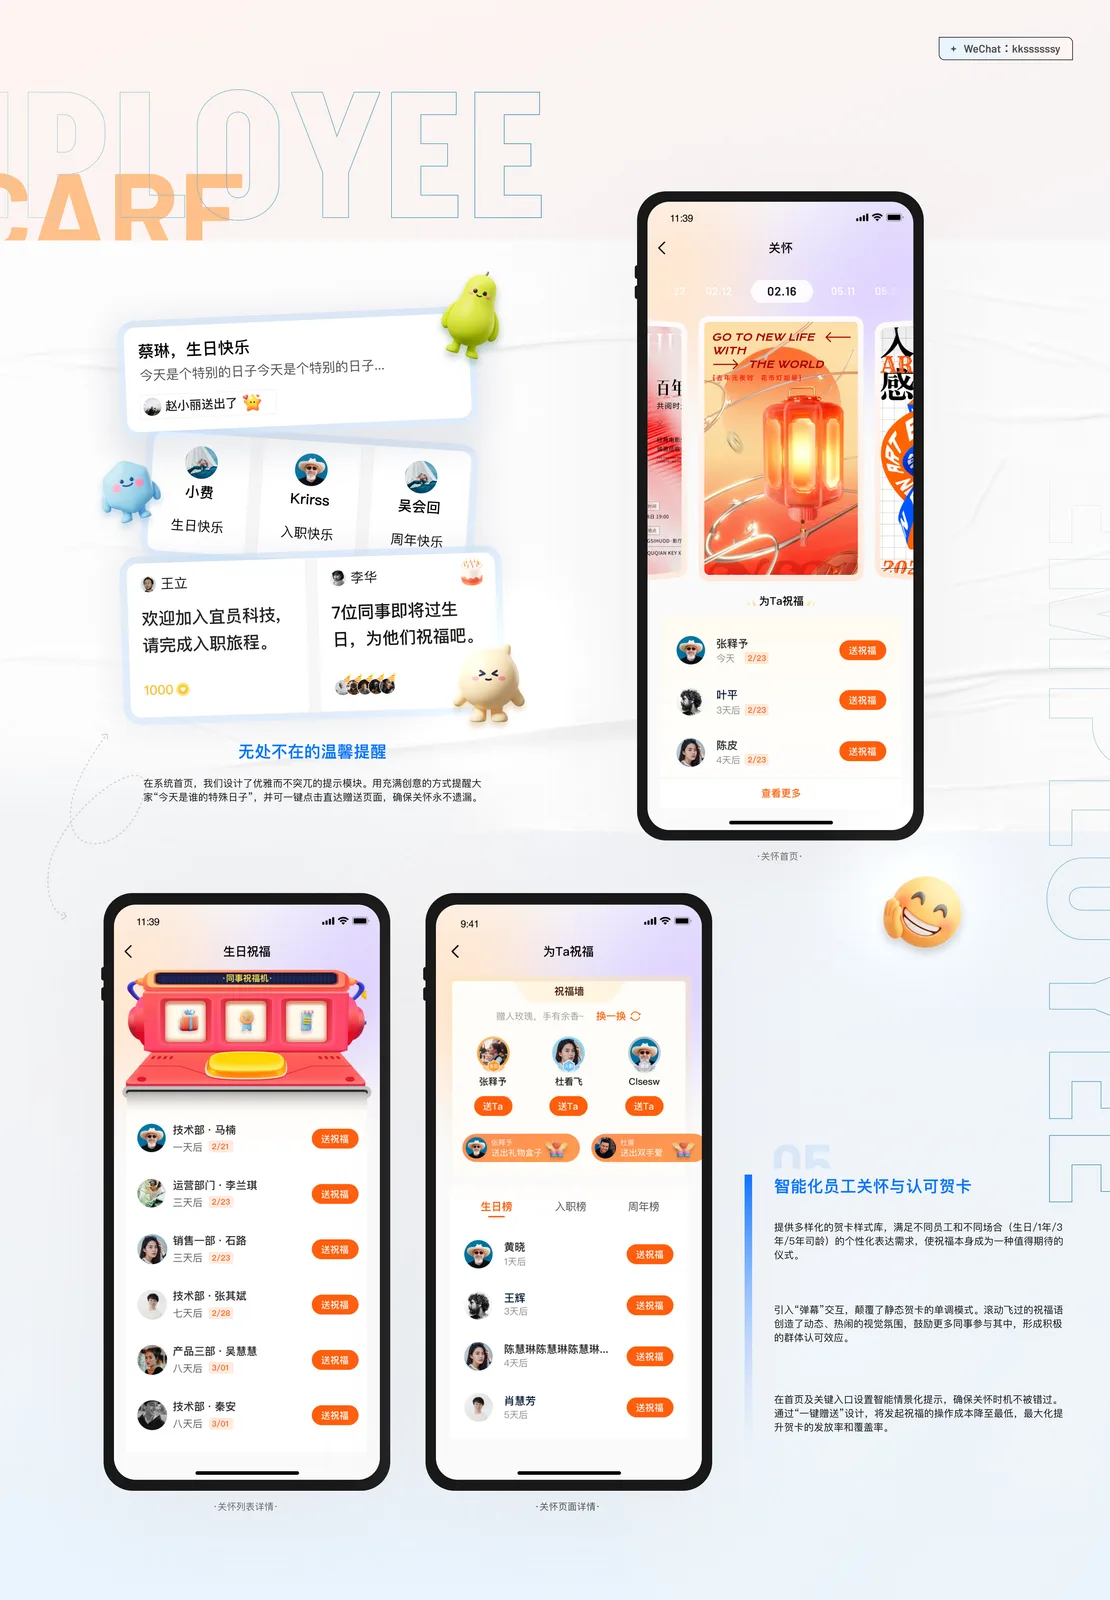 WeChat：kkssssssy
PLOYEE
CARE
蔡琳，生日快乐
今天是个特别的日子今天是个特别的日子...
赵小丽送出了
小费
生日快乐
Krirss
入职快乐
吴会回
周年快乐
王立
欢迎加入宜员科技，
请完成入职旅程。
1000
李华
7位同事即将过生
日，为他们祝福吧。
无处不在的温馨提醒
在系统首页，我们设计了优雅而不突兀的提示模块。用充满创意的方式提醒大
家“今天是谁的特殊日子”，并可一键点击直达赠送页面，确保关怀永不遗漏。
11:39
关怀
22 02.12 02.16 05.11 05.
GO TO NEW LIFE
WITH
THE WORLD
百年
共阅时
人
AR
感
ART
202
为Ta祝福
张释予
今天 2/23
送祝福
叶平
3天后 2/23
送祝福
陈皮
4天后 2/23
送祝福
查看更多
·关怀首页·
EMPLOYEE
11:39
生日祝福
·同事祝福机·
技术部 · 马楠
一天后 2/21
送祝福
运营部门 · 李兰琪
三天后 2/23
送祝福
销售一部 · 石路
三天后 2/23
送祝福
技术部 · 张其斌
七天后 2/28
送祝福
产品三部 · 吴慧慧
八天后 3/01
送祝福
技术部 · 秦安
八天后 3/01
送祝福
·关怀列表详情·
9:41
为Ta祝福
祝福墙
赠人玫瑰，手有余香~ 换一换
张释予
送Ta
杜看飞
送Ta
Clsesw
送Ta
张释予
送出礼物盒子
杜展
送出双手爱
生日榜 入职榜 周年榜
黄晓
1天后
送祝福
王辉
3天后
送祝福
陈慧琳陈慧琳陈慧琳...
4天后
送祝福
肖慧芳
5天后
送祝福
·关怀页面详情·
05
智能化员工关怀与认可贺卡
提供多样化的贺卡样式库，满足不同员工和不同场合（生日/1年/3
年/5年司龄）的个性化表达需求，使祝福本身成为一种值得期待的
仪式。
引入“弹幕”交互，颠覆了静态贺卡的单调模式。滚动飞过的祝福语
创造了动态、热闹的视觉氛围，鼓励更多同事参与其中，形成积极
的群体认可效应。
在首页及关键入口设置智能情景化提示，确保关怀时机不被错过。
通过“一键赠送”设计，将发起祝福的操作成本降至最低，最大化提
升贺卡的发放率和覆盖率。